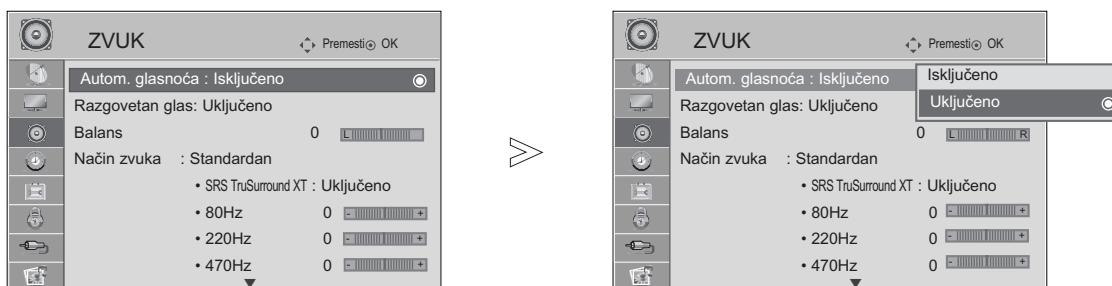 ZVUK
Premesti OK
Autom. glasnoća : Isključeno
Razgovetan glas: Uključeno
Balans 0 L
Način zvuka : Standardan
• SRS TruSurround XT : Uključeno
• 80Hz 0 - +
• 220Hz 0 - +
• 470Hz 0 - +
ZVUK
Premesti OK
Autom. glasnoća : Isključeno
Isključeno
Uključeno
Razgovetan glas: Uključeno
Balans 0 L R
Način zvuka : Standardan
• SRS TruSurround XT : Uključeno
• 80Hz 0 - +
• 220Hz 0 - +
• 470Hz 0 - +